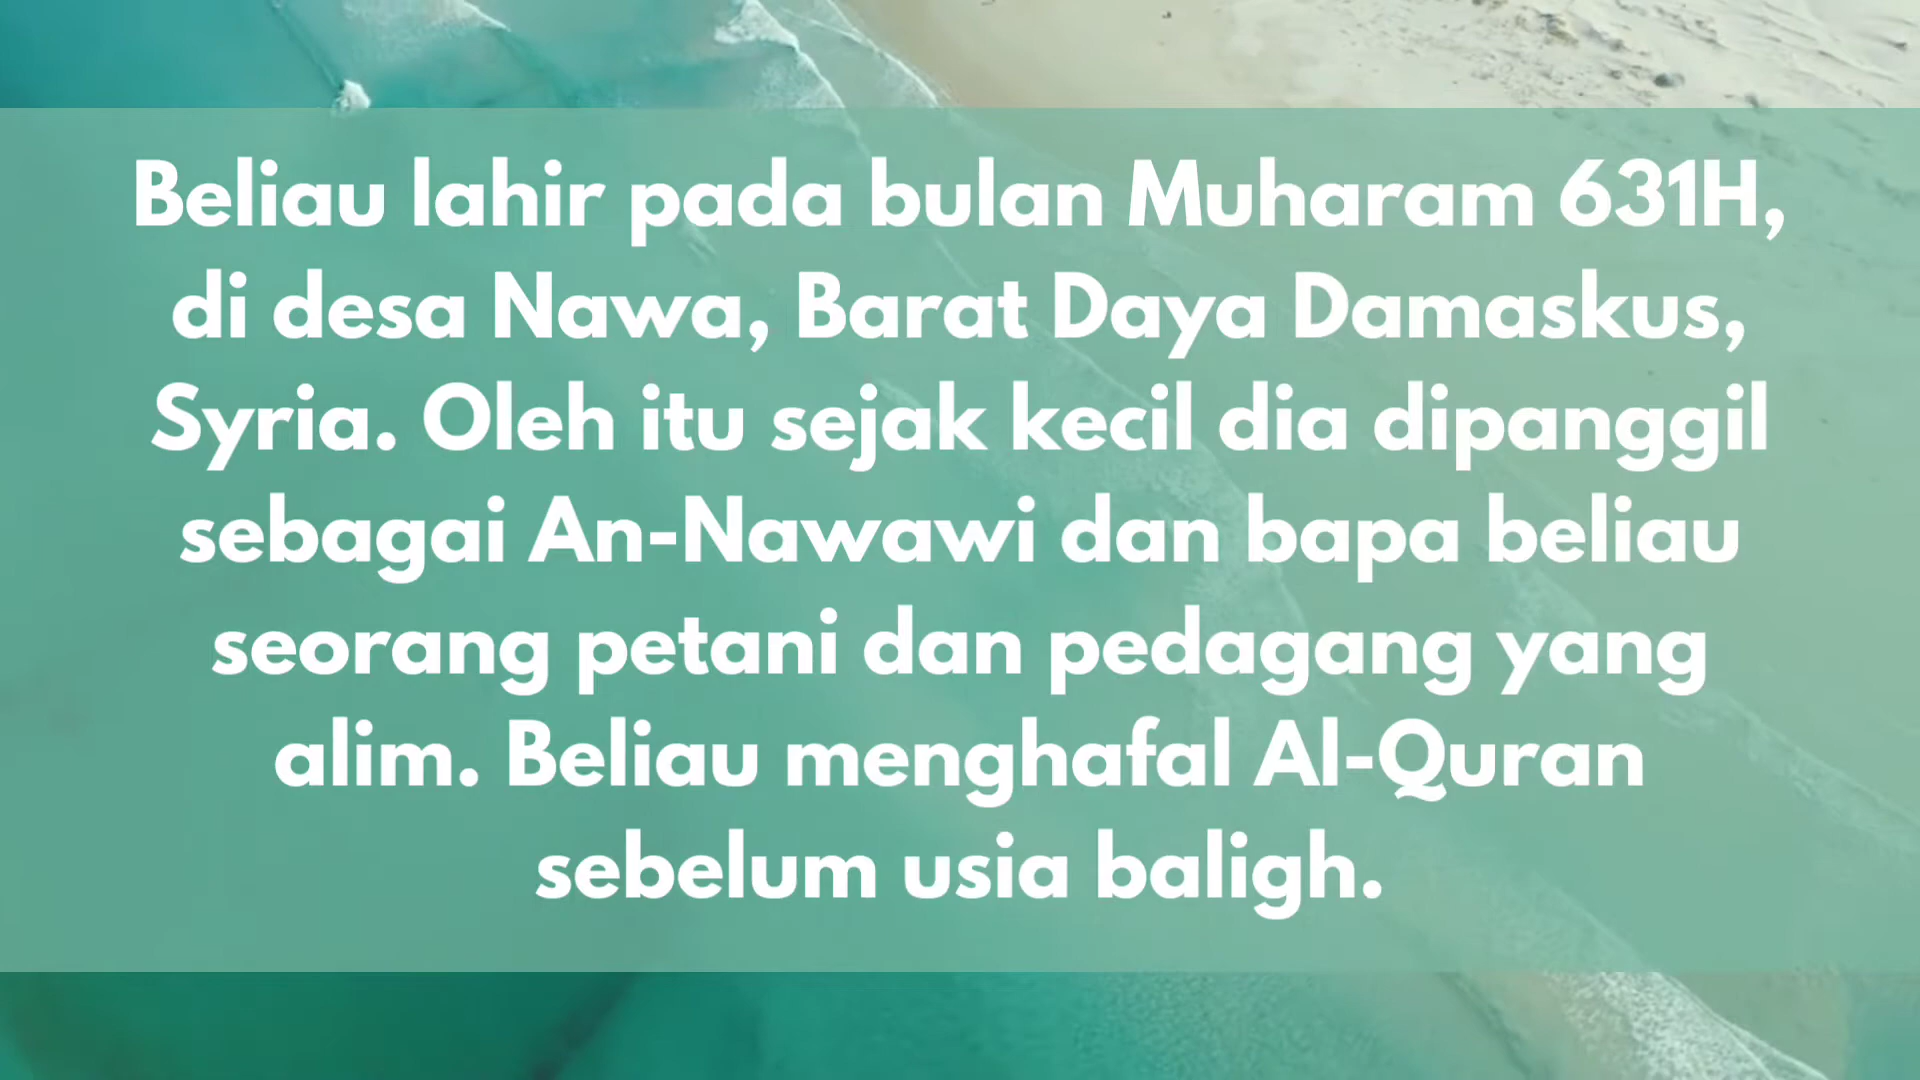 Beliau lahir pada bulan Muharam 631H,
di desa Nawa, Barat Daya Damaskus,
Syria. Oleh itu sejak kecil dia dipanggil
sebagai An-Nawawi dan bapa beliau
seorang petani dan pedagang yang
alim. Beliau menghafal Al-Quran
sebelum usia baligh.